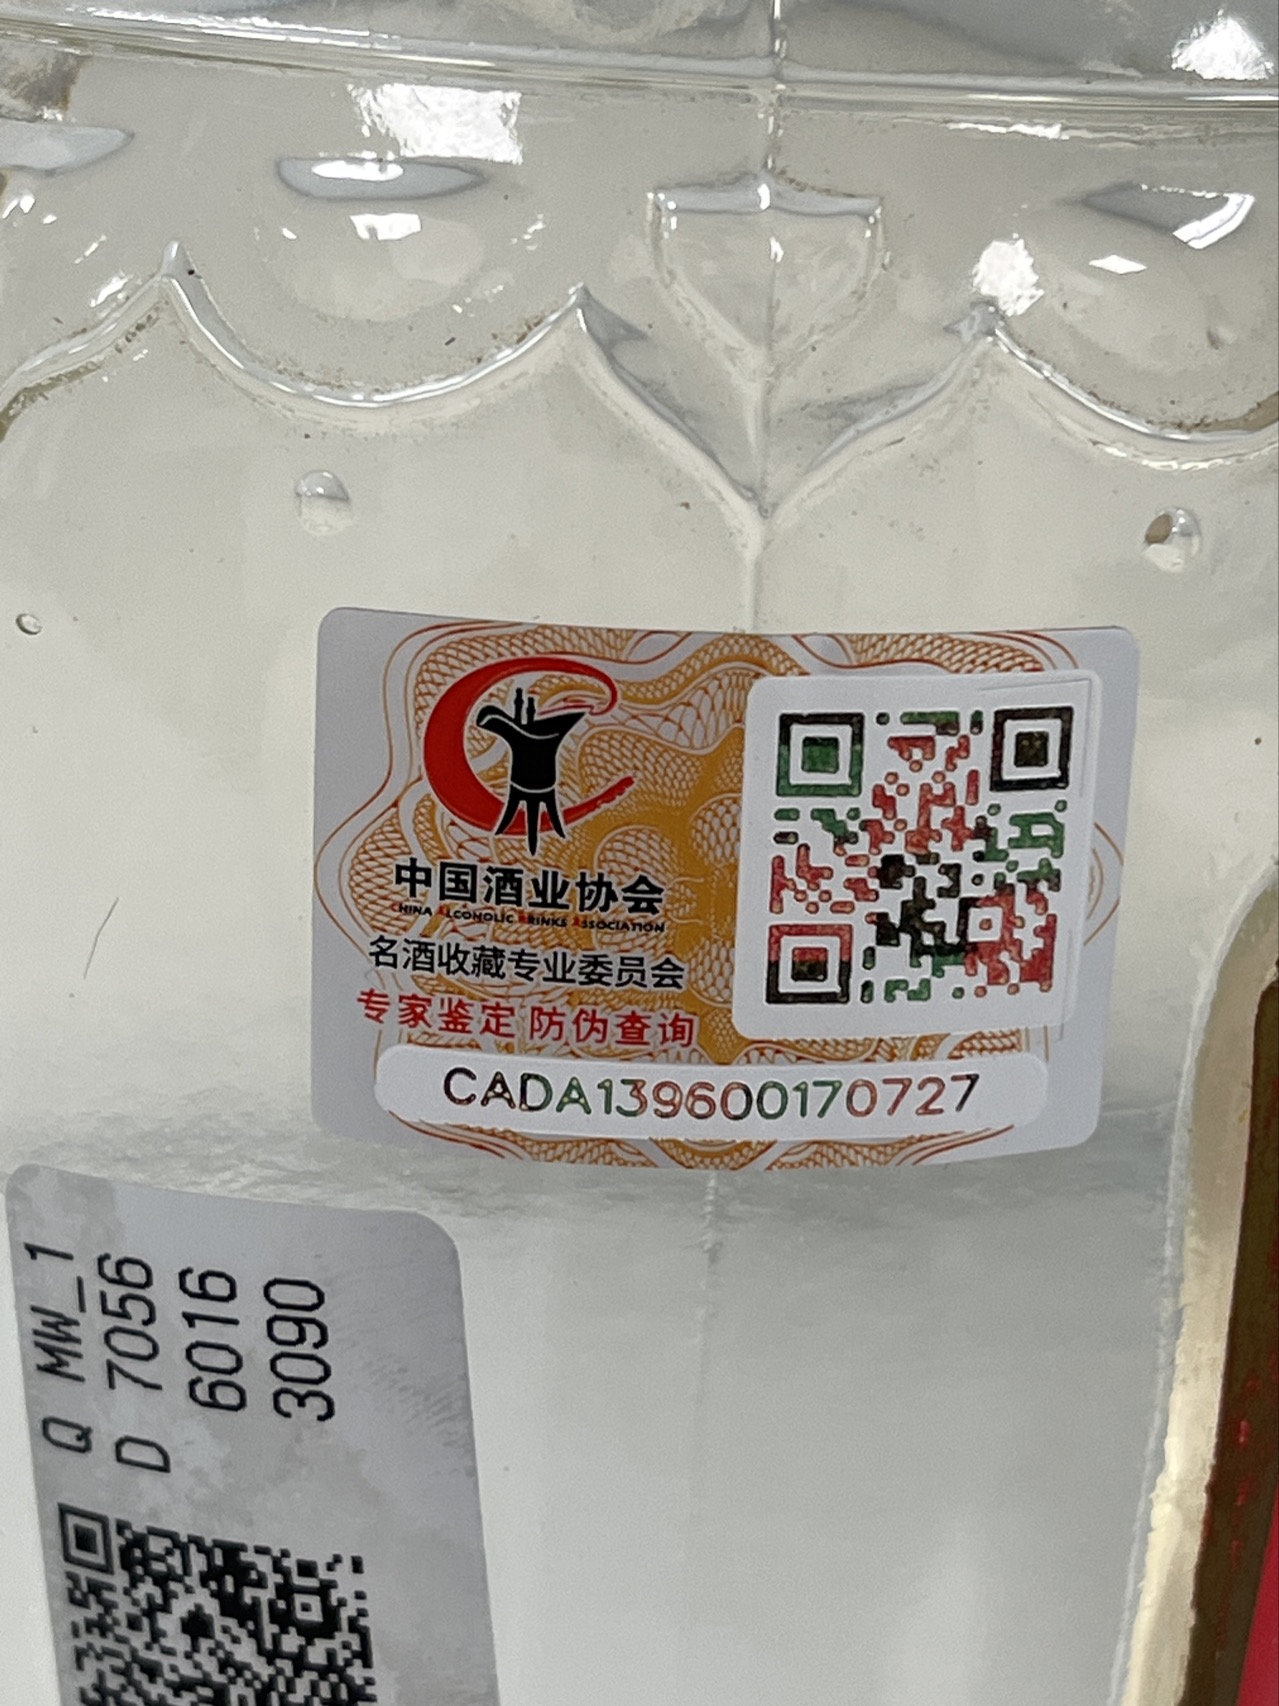 中国酒业协会
CHINA ALCOHOLIC DRINKS ASSOCIATION
名酒收藏专业委员会
专家鉴定 防伪查询
CADA139600170727
Q MW_1
D 7056
6016
3090